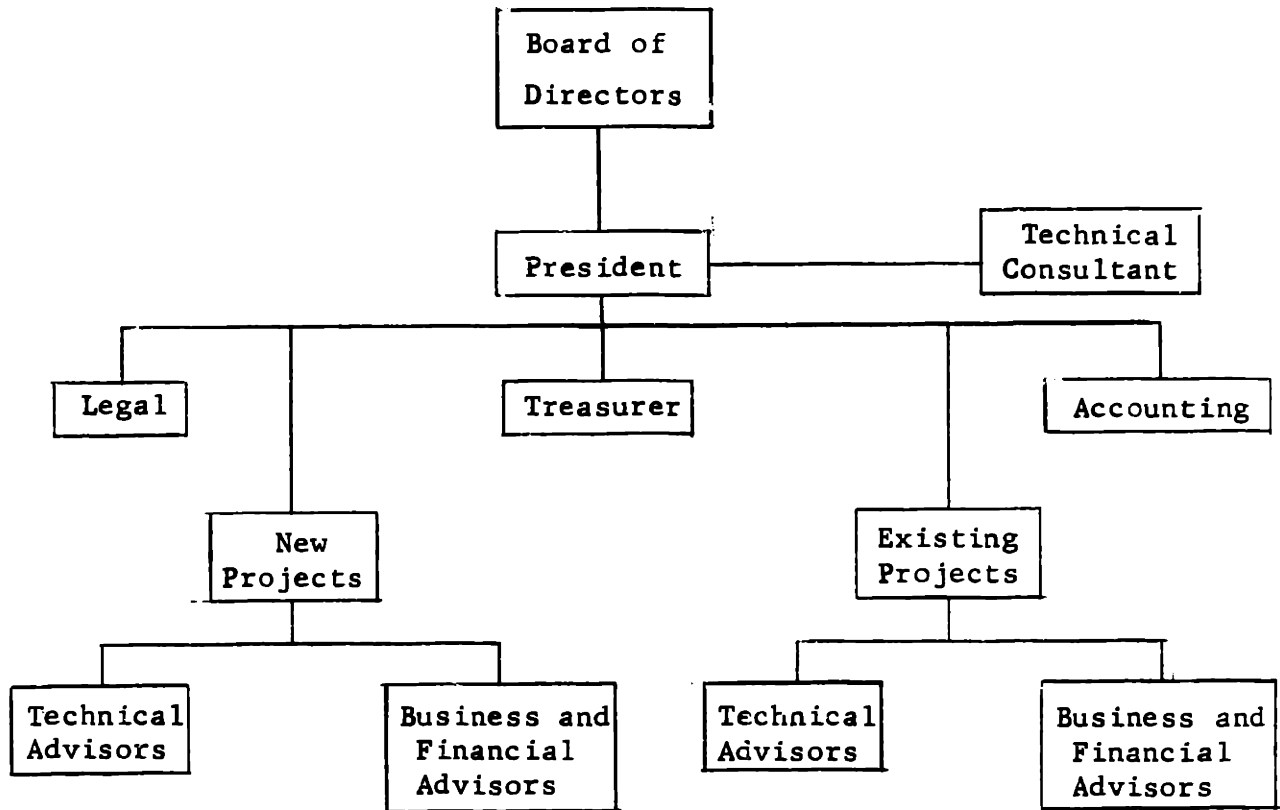 Board of
Directors
President
Technical
Consultant
Legal
Treasurer
Accounting
New
Projects
Existing
Projects
Technical
Advisors
Business and
Financial
Advisors
Technical
Advisors
Business and
Financial
Advisors